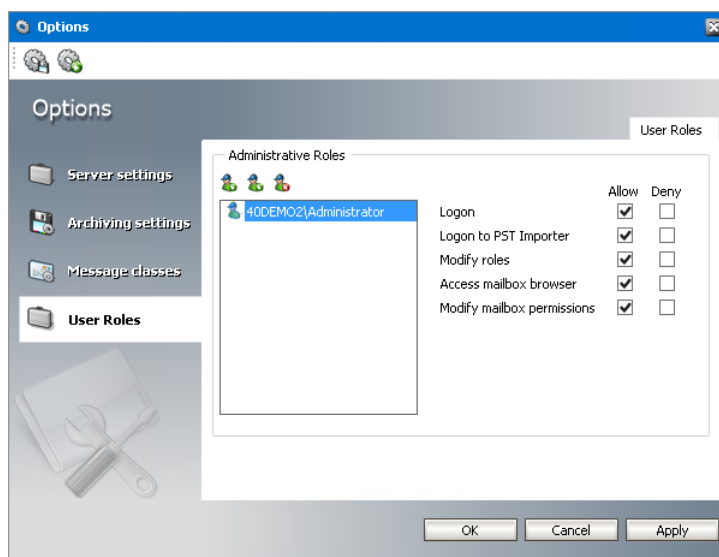 Options
Options
User Roles
Server settings
Archiving settings
Message classes
User Roles
Administrative Roles
Allow Deny
40DEMO2\Administrator
Logon
Logon to PST Importer
Modify roles
Access mailbox browser
Modify mailbox permissions
OK Cancel Apply